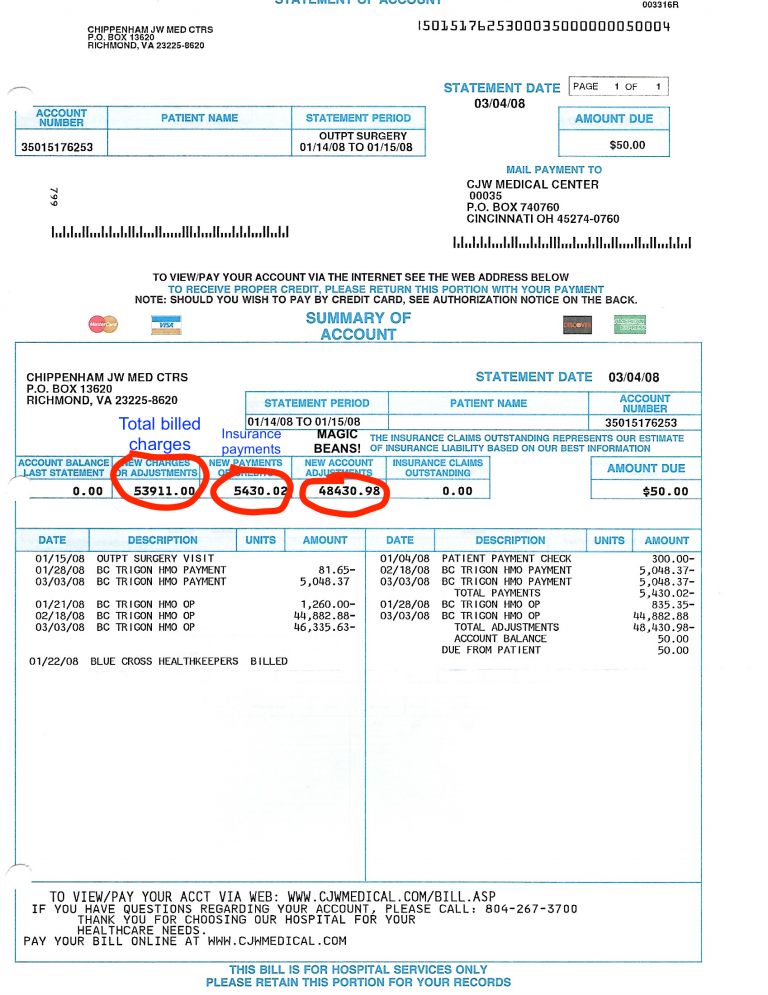 STATEMENT OF ACCOUNT
003316R
CHIPPENHAM JW MED CTRS
P.O. BOX 13620
RICHMOND, VA 23225-8620
STATEMENT DATE
03/04/08
PAGE 1 OF 1
ACCOUNT NUMBER PATIENT NAME STATEMENT PERIOD
OUTPT SURGERY
35015176253 01/14/08 TO 01/15/08
AMOUNT DUE
$50.00
MAIL PAYMENT TO
CJW MEDICAL CENTER
00035
P.O. BOX 740760
CINCINNATI OH 45274-0760
799
TO VIEW/PAY YOUR ACCOUNT VIA THE INTERNET SEE THE WEB ADDRESS BELOW
TO RECEIVE PROPER CREDIT, PLEASE RETURN THIS PORTION WITH YOUR PAYMENT
NOTE: SHOULD YOU WISH TO PAY BY CREDIT CARD, SEE AUTHORIZATION NOTICE ON THE BACK.
MasterCard VISA DISCOVER
SUMMARY OF
ACCOUNT
CHIPPENHAM JW MED CTRS
P.O. BOX 13620
RICHMOND, VA 23225-8620
STATEMENT DATE 03/04/08
STATEMENT PERIOD PATIENT NAME ACCOUNT NUMBER
01/14/08 TO 01/15/08 35015176253
Total billed
charges
Insurance
payments
MAGIC
BEANS!
THE INSURANCE CLAIMS OUTSTANDING REPRESENTS OUR ESTIMATE
OF INSURANCE LIABILITY BASED ON OUR BEST INFORMATION
ACCOUNT BALANCE NEW CHARGES NEW PAYMENTS NEW ACCOUNT INSURANCE CLAIMS AMOUNT DUE
LAST STATEMENT OR ADJUSTMENTS OR CREDITS ADJUSTMENTS OUTSTANDING
0.00 53911.00 5430.02 48430.98 0.00 $50.00
DATE DESCRIPTION UNITS AMOUNT DATE DESCRIPTION UNITS AMOUNT
01/15/08 OUTPT SURGERY VISIT 01/04/08 PATIENT PAYMENT CHECK 300.00-
01/28/08 BC TRIGON HMO PAYMENT 81.65- 02/18/08 BC TRIGON HMO PAYMENT 5,048.37-
03/03/08 BC TRIGON HMO PAYMENT 5,048.37 03/03/08 BC TRIGON HMO PAYMENT 5,048.37-
TOTAL PAYMENTS 5,430.02-
01/21/08 BC TRIGON HMO OP 1,260.00- 01/28/08 BC TRIGON HMO OP 835.35-
02/18/08 BC TRIGON HMO OP 44,882.88- 03/03/08 BC TRIGON HMO OP 44,882.88
03/03/08 BC TRIGON HMO OP 46,335.63- TOTAL ADJUSTMENTS 48,430.98-
ACCOUNT BALANCE 50.00
DUE FROM PATIENT 50.00
01/22/08 BLUE CROSS HEALTHKEEPERS BILLED
TO VIEW/PAY YOUR ACCT VIA WEB: WWW.CJWMEDICAL.COM/BILL.ASP
IF YOU HAVE QUESTIONS REGARDING YOUR ACCOUNT, PLEASE CALL: 804-267-3700
THANK YOU FOR CHOOSING OUR HOSPITAL FOR YOUR
HEALTHCARE NEEDS.
PAY YOUR BILL ONLINE AT WWW.CJWMEDICAL.COM
THIS BILL IS FOR HOSPITAL SERVICES ONLY
PLEASE RETAIN THIS PORTION FOR YOUR RECORDS